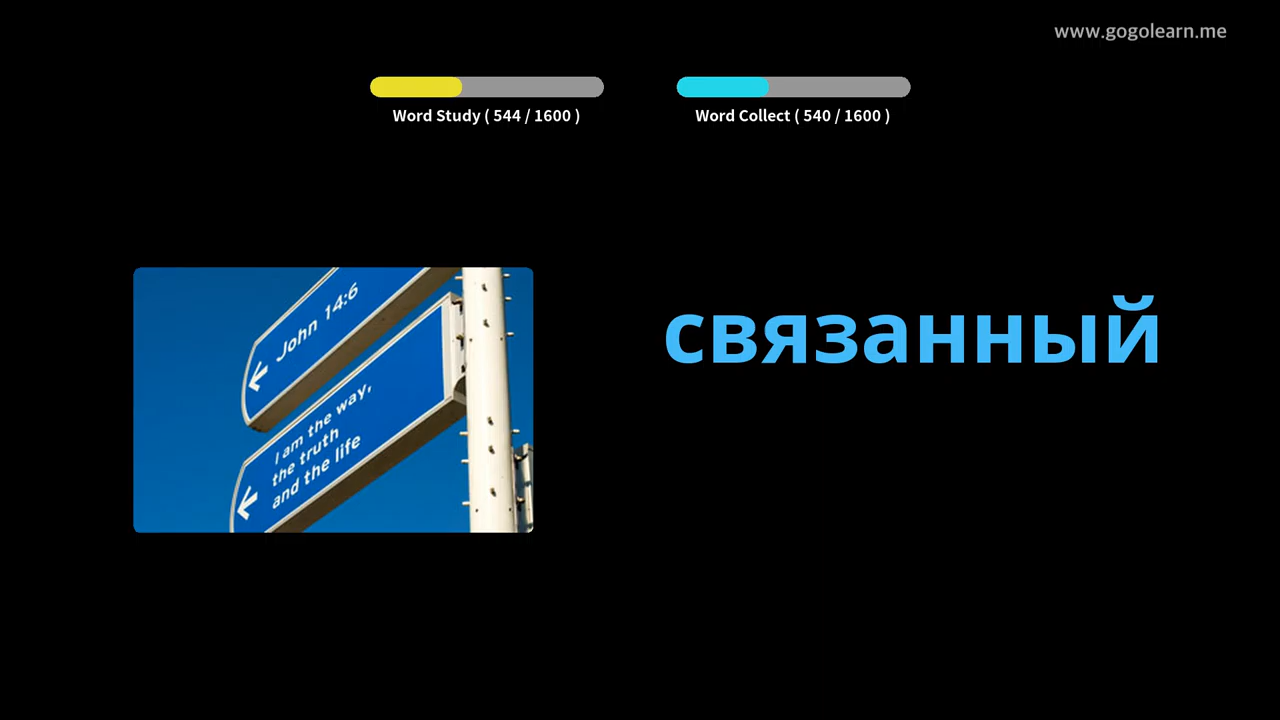 www.gogolearn.me
Word Study ( 544 / 1600 )
Word Collect ( 540 / 1600 )
John 14:6
I am the way,
the truth
and the life
связанный